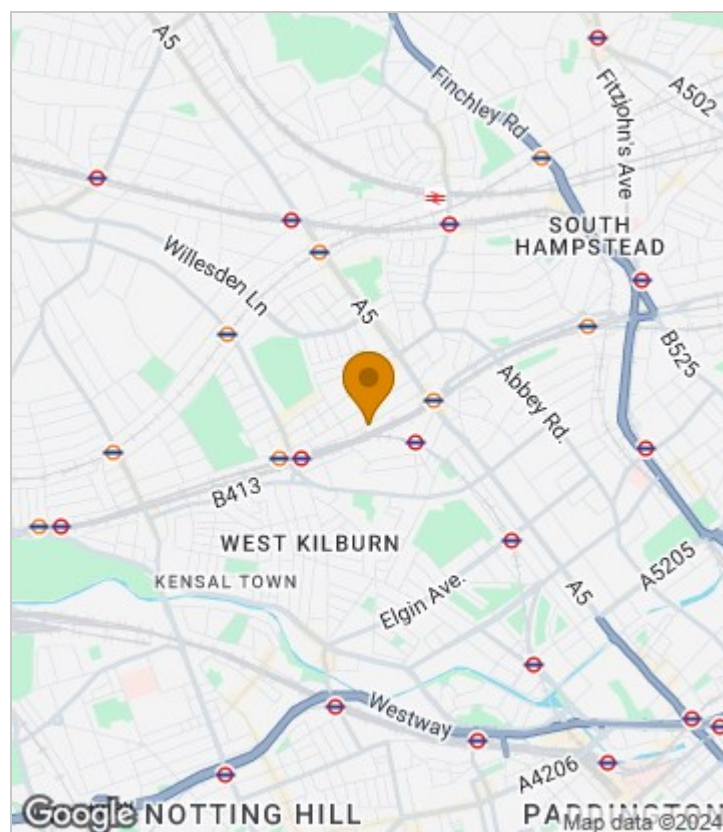 A5
Finchley Rd
A502
Fitzjohn's Ave
SOUTH
HAMPSTEAD
Willesden Ln
A5
B525
Abbey Rd.
B413
WEST KILBURN
KENSAL TOWN
Elgin Ave.
A5205
A5
Westway
A4206
Google
NOTTING HILL
PADDINGTON
Map data ©2024